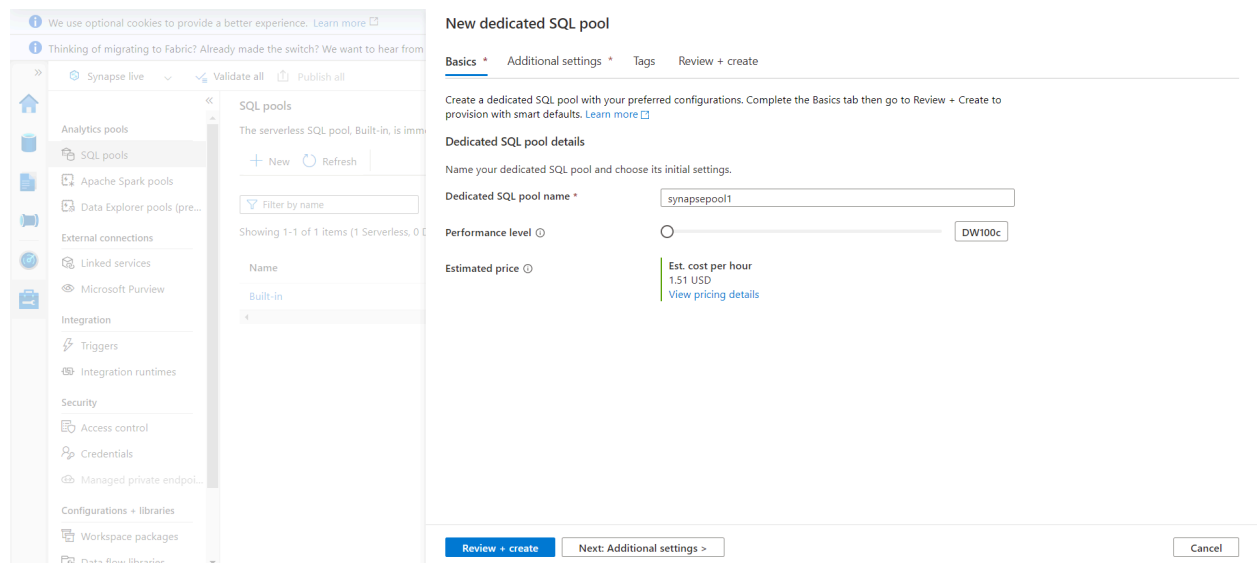 We use optional cookies to provide a better experience. Learn more
Thinking of migrating to Fabric? Already made the switch? We want to hear from
Synapse live
Validate all
Publish all
Analytics pools
SQL pools
Apache Spark pools
Data Explorer pools (pre...
External connections
Linked services
Microsoft Purview
Integration
Triggers
Integration runtimes
Security
Access control
Credentials
Managed private endpoi...
Configurations + libraries
Workspace packages
Data flow libraries
SQL pools
The serverless SQL pool, Built-in, is imm
New
Refresh
Filter by name
Showing 1-1 of 1 items (1 Serverless, 0 D
Name
Built-in
New dedicated SQL pool
Basics *
Additional settings *
Tags
Review + create
Create a dedicated SQL pool with your preferred configurations. Complete the Basics tab then go to Review + Create to
provision with smart defaults. Learn more
Dedicated SQL pool details
Name your dedicated SQL pool and choose its initial settings.
Dedicated SQL pool name *
synapsepool1
Performance level
DW100c
Estimated price
Est. cost per hour
1.51 USD
View pricing details
Review + create
Next: Additional settings >
Cancel